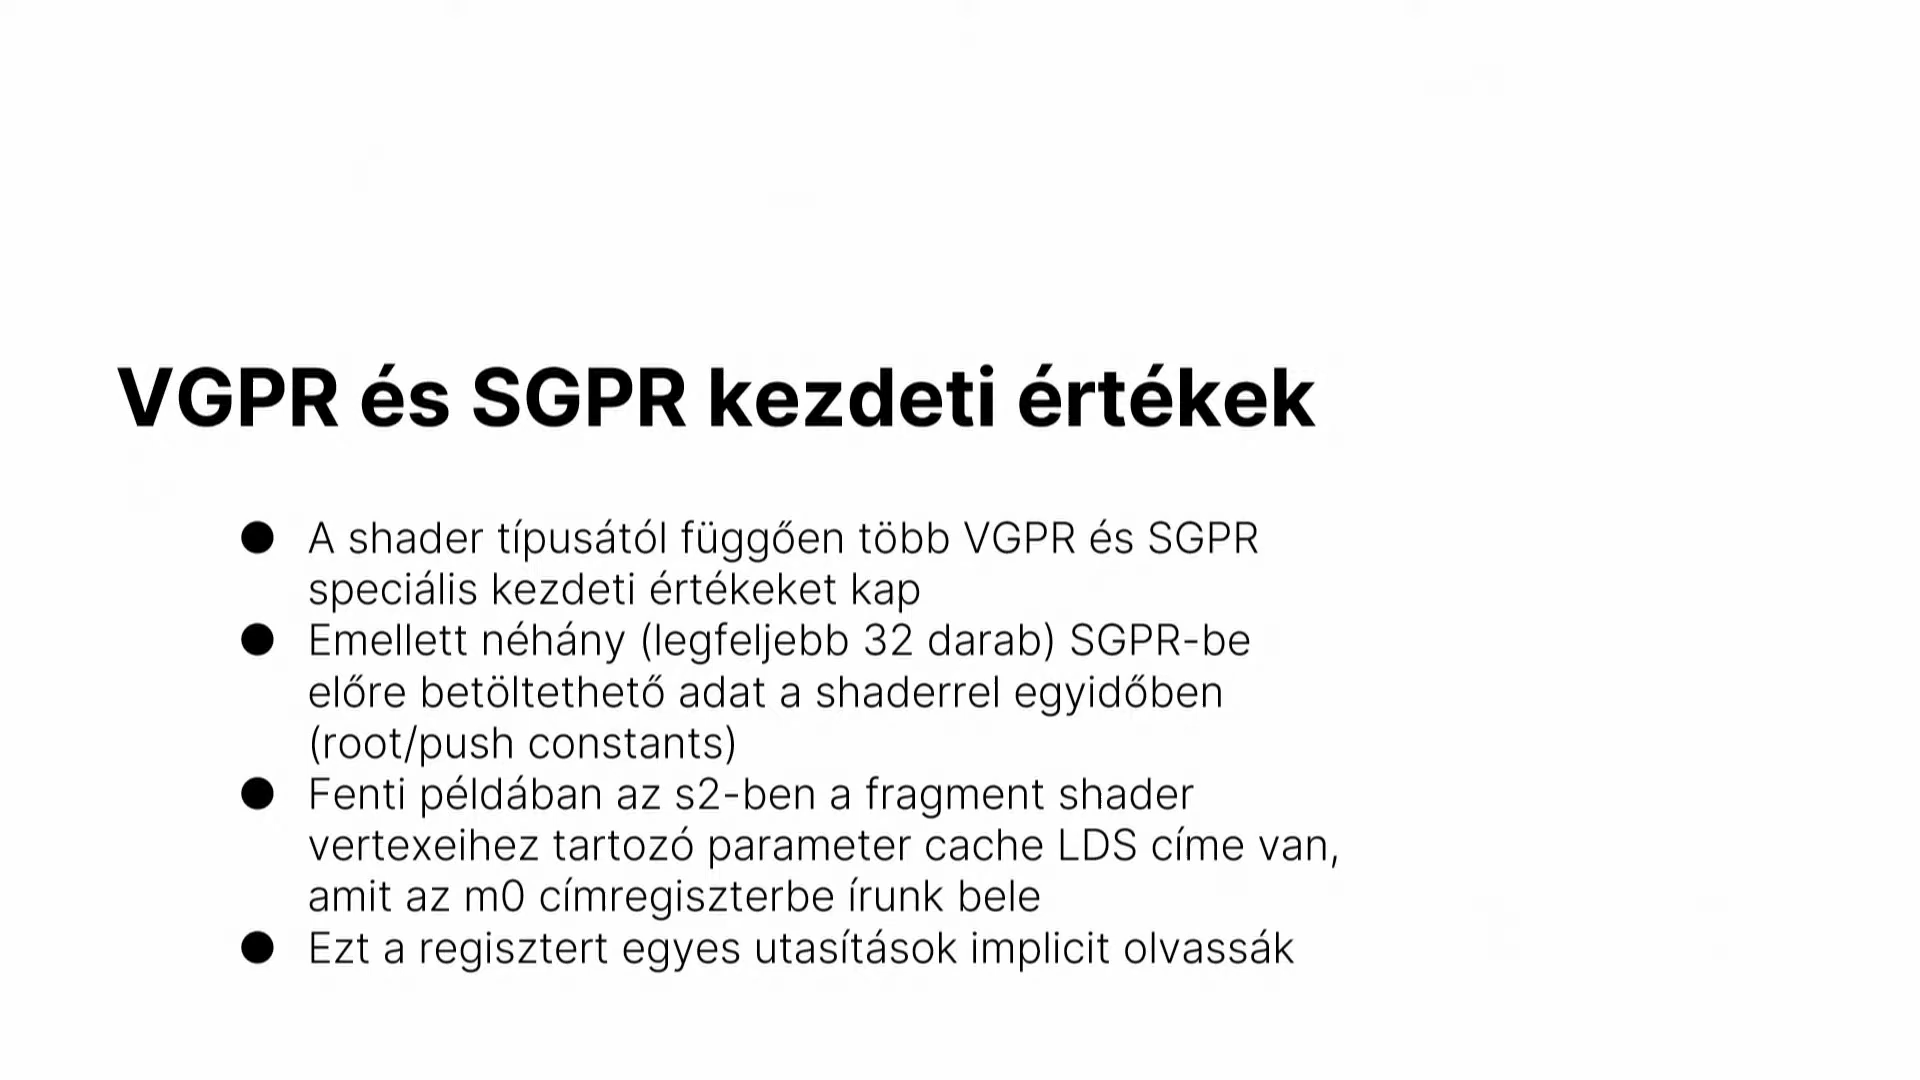 VGPR és SGPR kezdeti értékek
● A shader típusától függően több VGPR és SGPR
speciális kezdeti értékeket kap
● Emellett néhány (legfeljebb 32 darab) SGPR-be
előre betöltethető adat a shaderrel egyidőben
(root/push constants)
● Fenti példában az s2-ben a fragment shader
vertexeihez tartozó parameter cache LDS címe van,
amit az m0 címregiszterbe írunk bele
● Ezt a regisztert egyes utasítások implicit olvassák